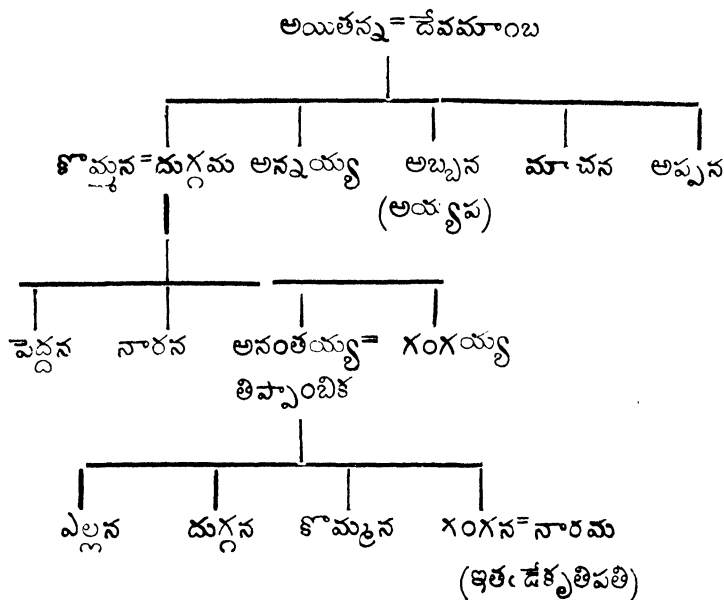 అయితన్న=దేవమాంబ
కొమ్మన=దుగ్గమ అన్నయ్య అబ్బన మాచన అప్పన
(అయ్యప)
పెద్దన నారన అనంతయ్య= గంగయ్య
తిప్పాంబిక
ఎల్లన దుగ్గన కొమ్మన గంగన=నారమ
(ఇతఁడేకృతిపతి)